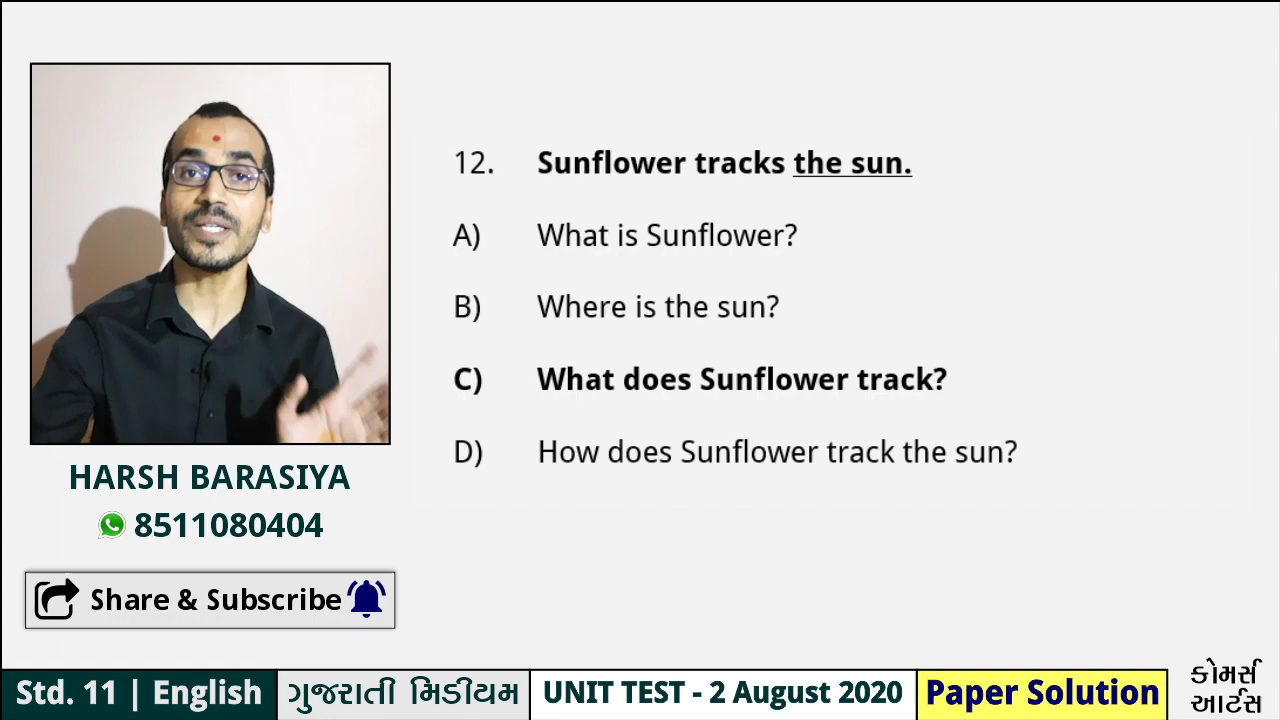 12. Sunflower tracks the sun.
A) What is Sunflower?
B) Where is the sun?
C) What does Sunflower track?
D) How does Sunflower track the sun?
HARSH BARASIYA
8511080404
Share & Subscribe
Std. 11 | English
ગુજરાતી મિડીયમ
UNIT TEST - 2 August 2020
Paper Solution
કોમર્સ
આર્ટસ